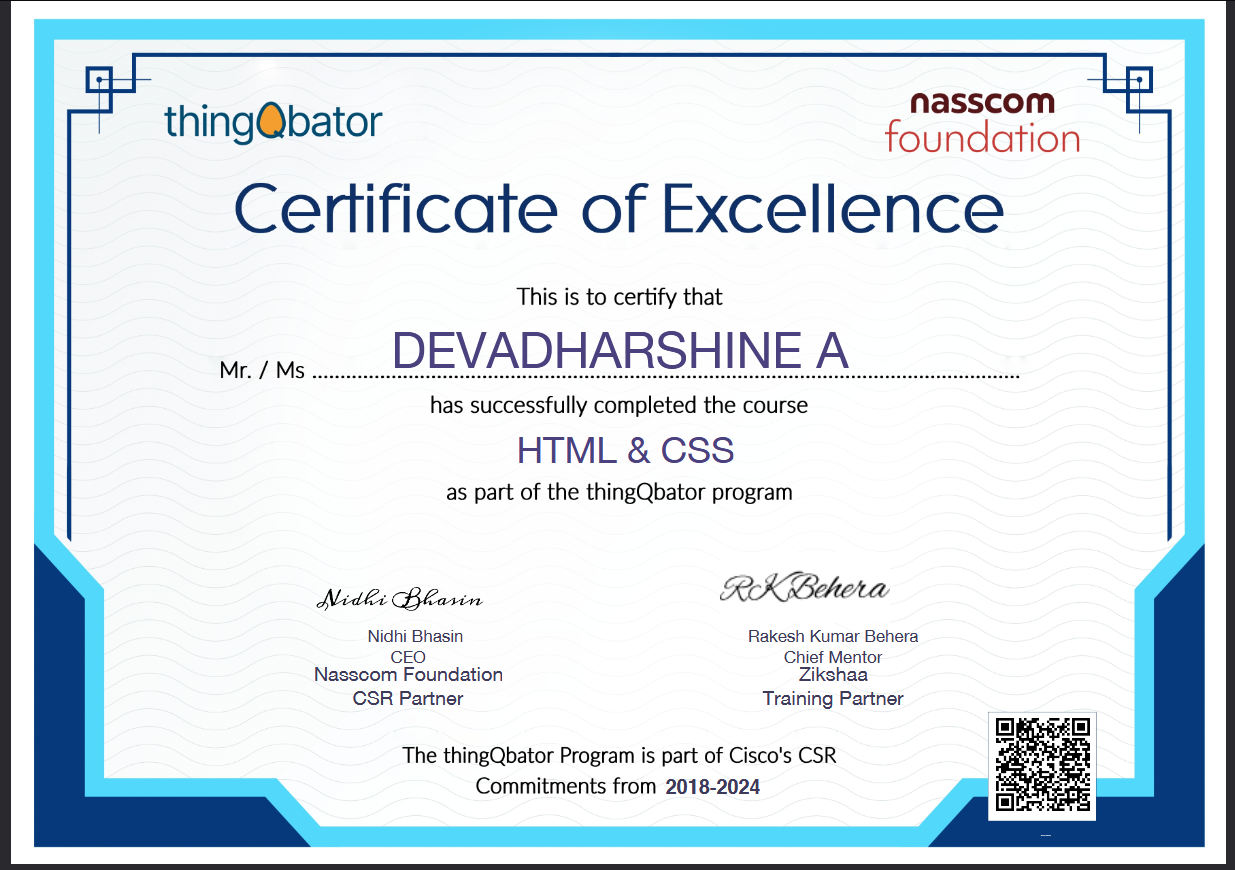 thingQbator
nasscom
foundation
Certificate of Excellence
This is to certify that
DEVADHARSHINE A
Mr. / Ms ................................................................................................................................
has successfully completed the course
HTML & CSS
as part of the thingQbator program
Nidhi Bhasin
RKBehera
Nidhi Bhasin
CEO
Nasscom Foundation
CSR Partner
Rakesh Kumar Behera
Chief Mentor
Zikshaa
Training Partner
The thingQbator Program is part of Cisco's CSR
Commitments from 2018-2024